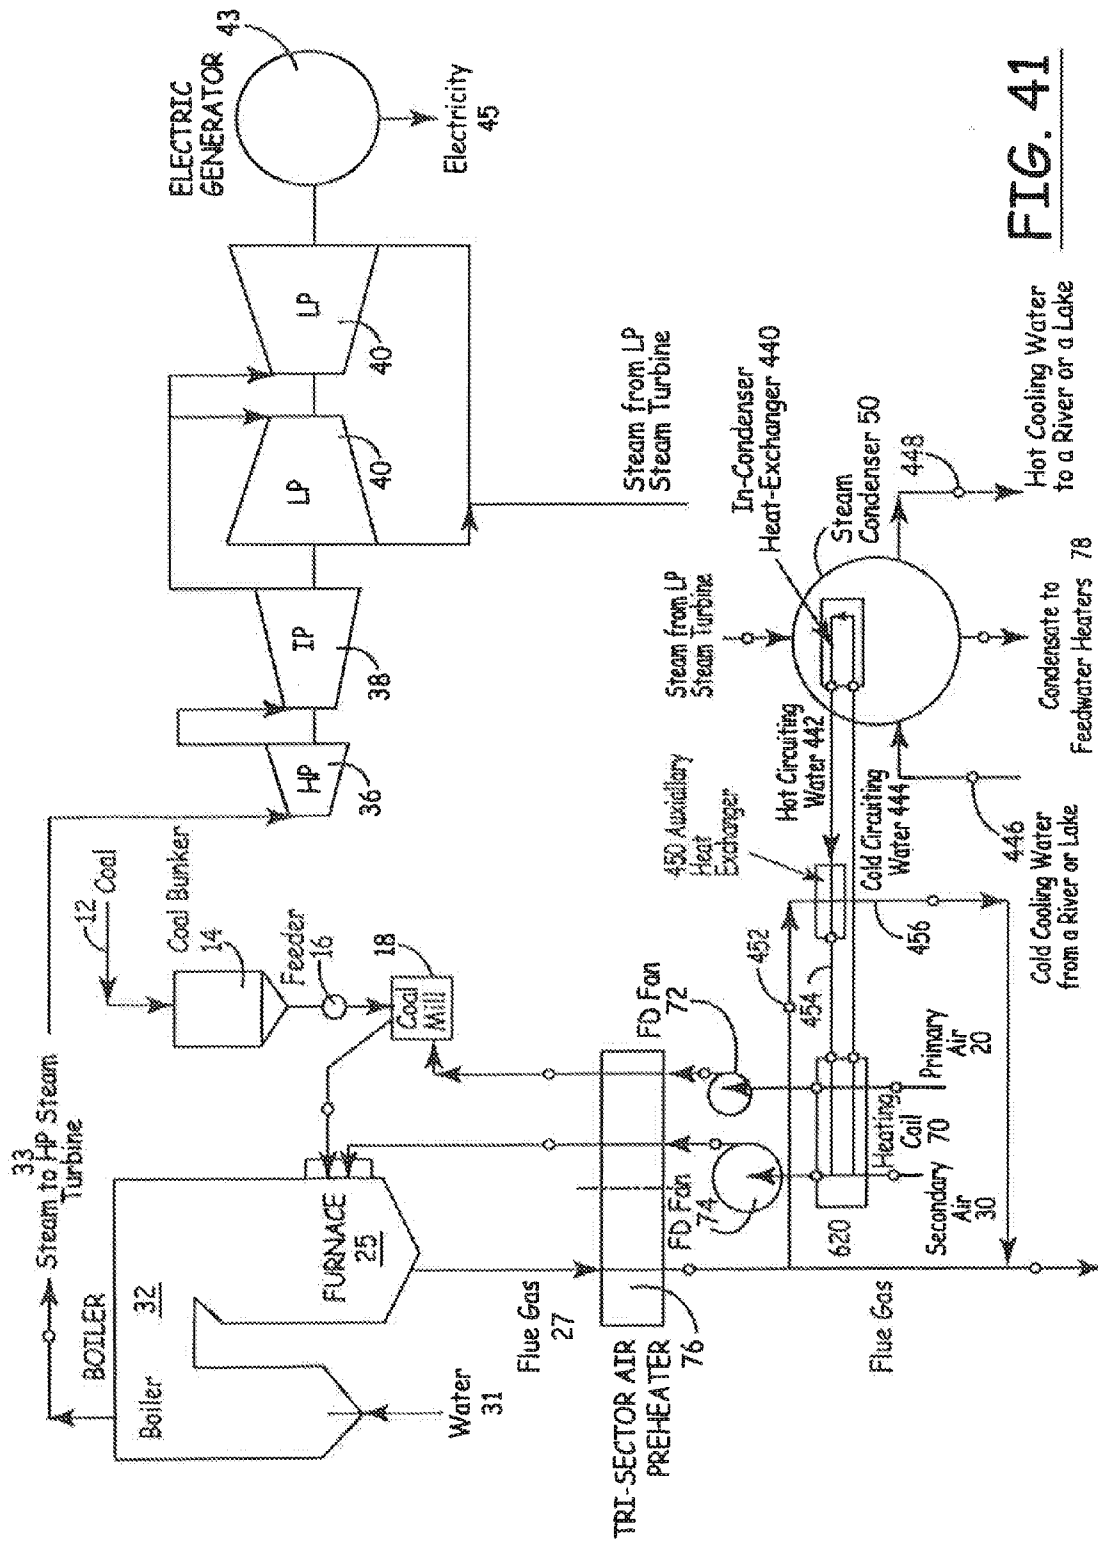 33
Steam to HP Steam
Turbine
BOILER
Boiler
32
FURNACE
25
Water
31
12
Coal
Coal Bunker
14
Feeder
16
18
Coal
Mill
HP
36
IP
38
LP
40
LP
40
ELECTRIC
GENERATOR
43
Electricity
45
Steam from LP
Steam Turbine
Flue Gas
27
TRI-SECTOR AIR
PREHEATER
76
FD Fan
74
FD Fan
72
Flue Gas
620
Heating
Coil
70
Secondary
Air
30
Primary
Air
20
452
454
456
450 Auxiallary
Heat
Exchanger
Hot Circuiting
Water 442
Cold Circuiting
Water 444
Steam from LP
Steam Turbine
In-Condenser
Heat-Exchanger 440
Steam
Condenser 50
446
Cold Cooling Water
from a River or Lake
448
Hot Cooling Water
to a River or a Lake
Condensate to
Feedwater Heaters 78
FIG. 41